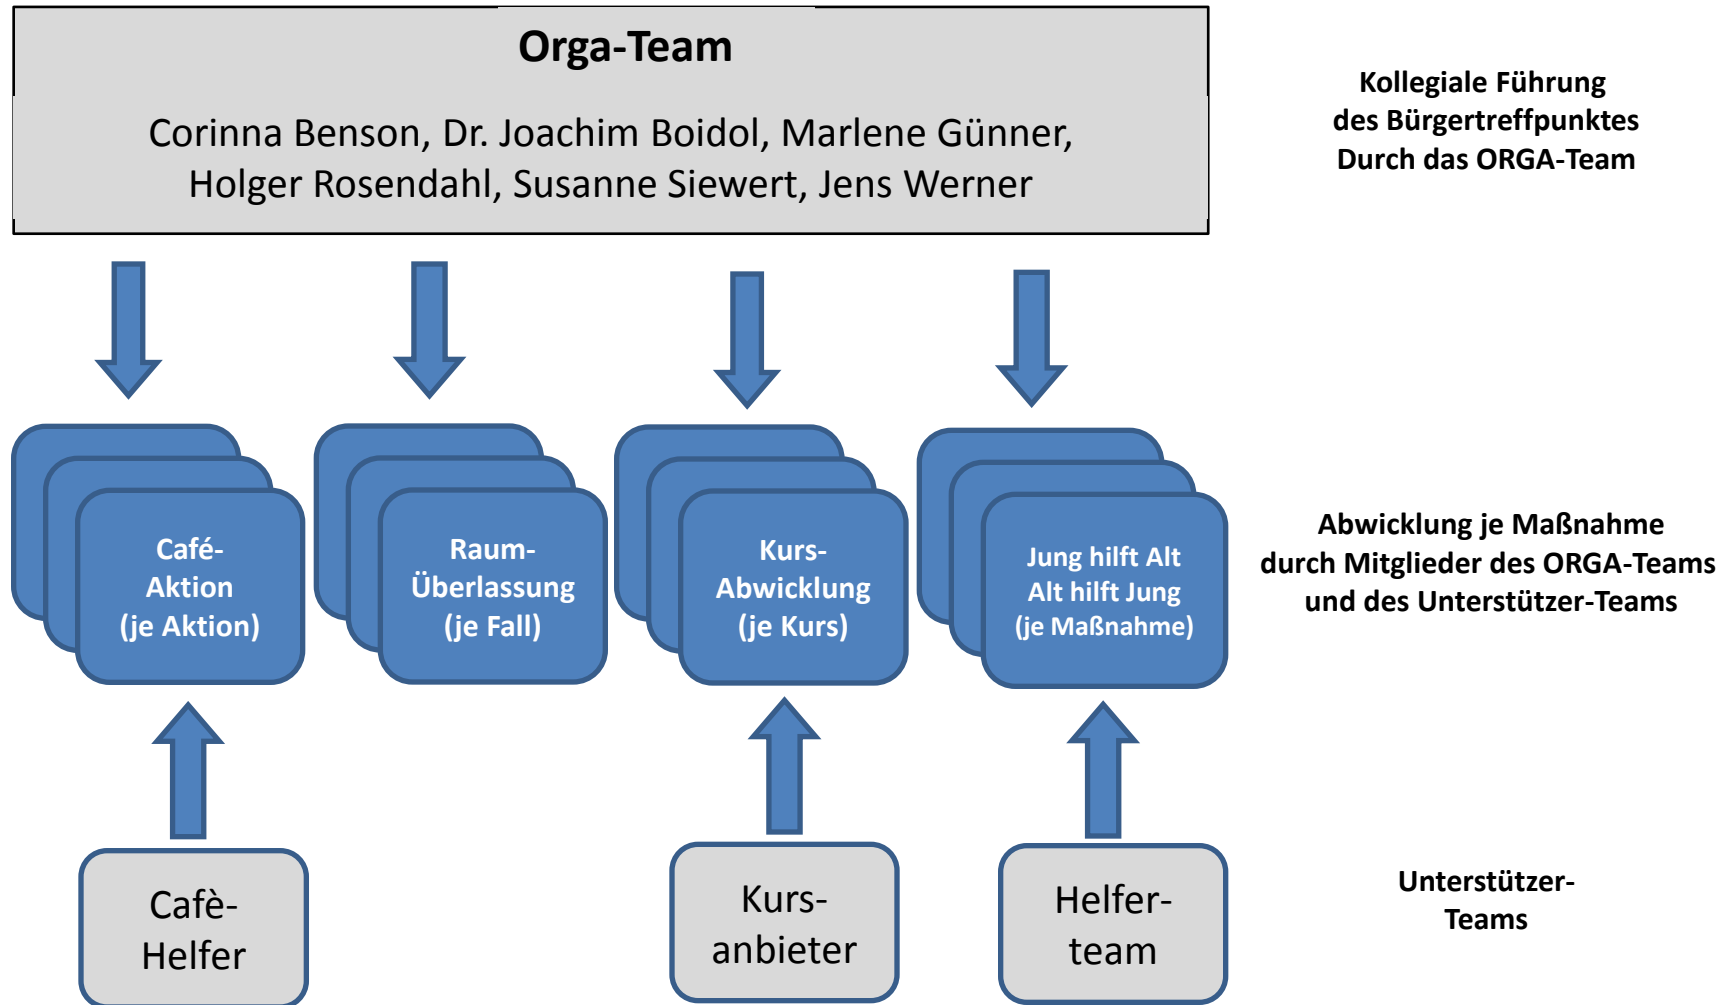 Orga-Team
Corinna Benson, Dr. Joachim Boidol, Marlene Günner,
Holger Rosendahl, Susanne Siewert, Jens Werner
Kollegiale Führung
des Bürgertreffpunktes
Durch das ORGA-Team
Café-
Aktion
(je Aktion)
Raum-
Überlassung
(je Fall)
Kurs-
Abwicklung
(je Kurs)
Jung hilft Alt
Alt hilft Jung
(je Maßnahme)
Abwicklung je Maßnahme
durch Mitglieder des ORGA-Teams
und des Unterstützer-Teams
Cafè-
Helfer
Kurs-
anbieter
Helfer-
team
Unterstützer-
Teams